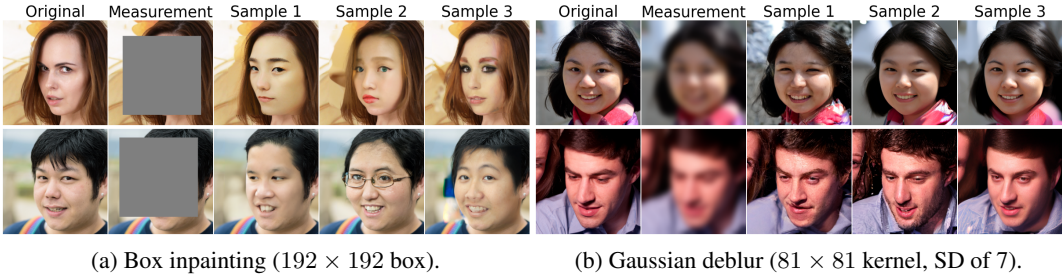 Original Measurement Sample 1 Sample 2 Sample 3 Original Measurement Sample 1 Sample 2 Sample 3
(a) Box inpainting (192 × 192 box). (b) Gaussian deblur (81 × 81 kernel, SD of 7).